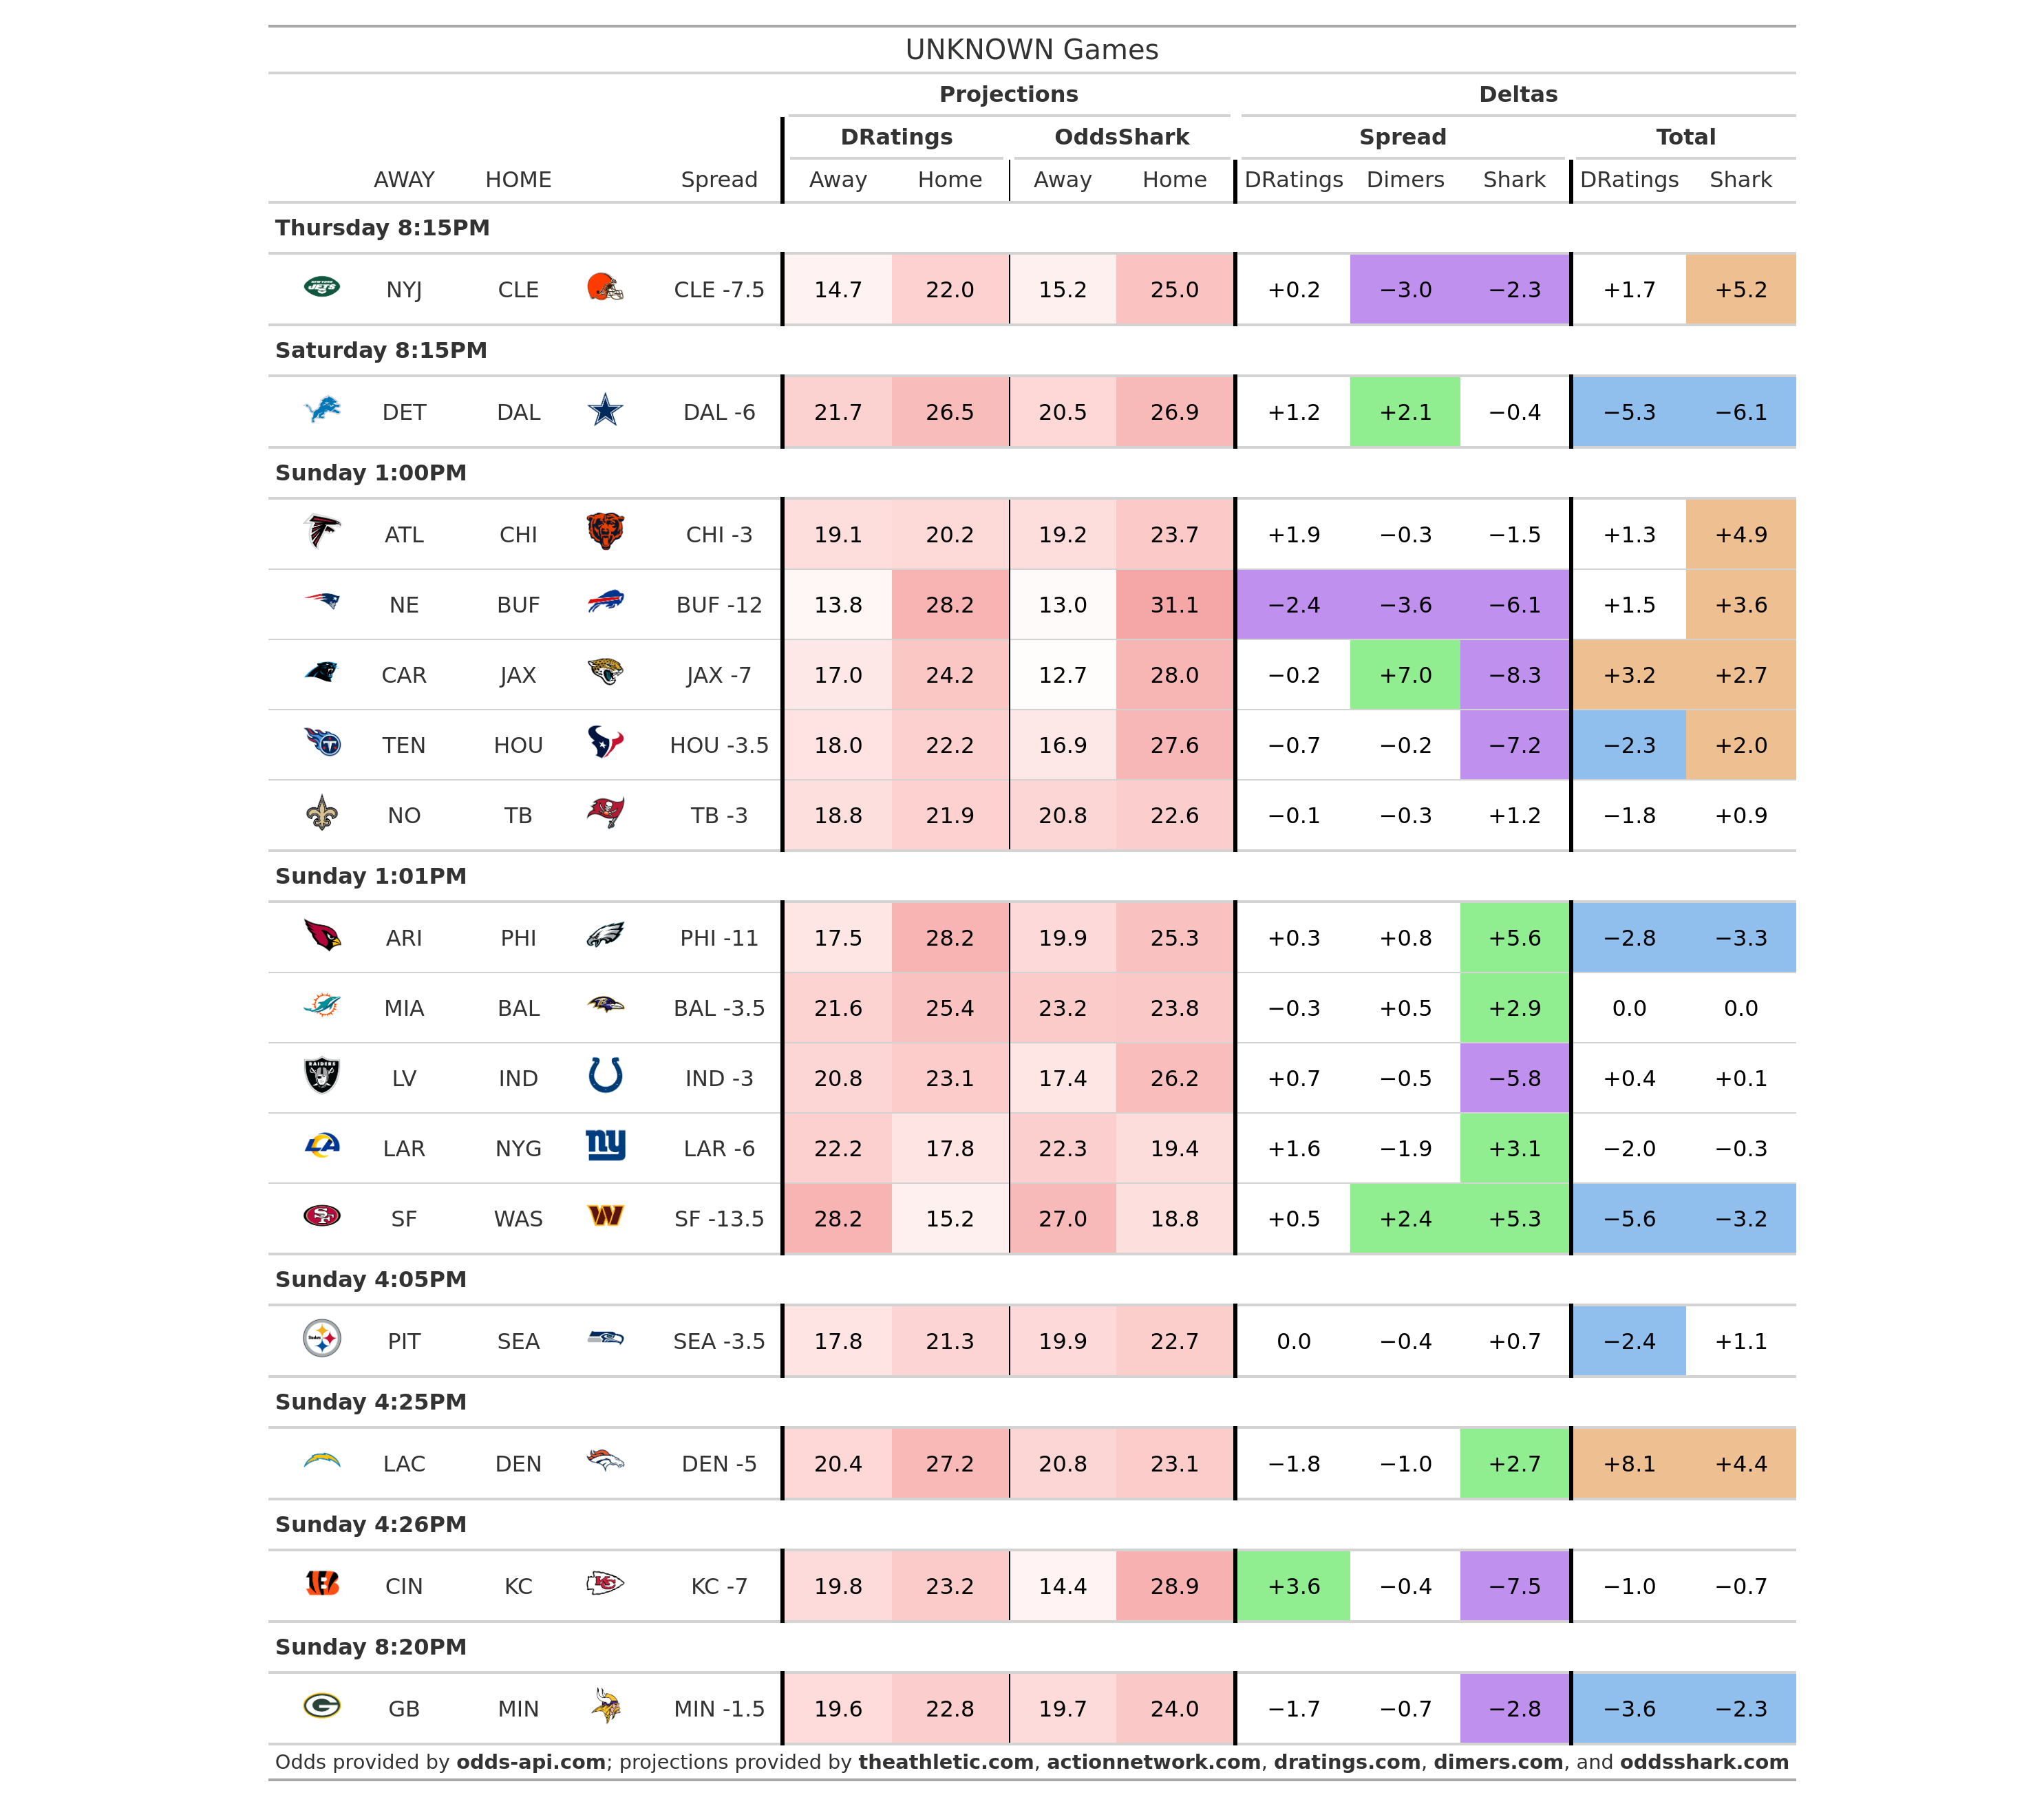 UNKNOWN Games
Projections Deltas
DRatings OddsShark Spread Total
AWAY HOME Spread Away Home Away Home DRatings Dimers Shark DRatings Shark
Thursday 8:15PM
NYJ CLE CLE -7.5 14.7 22.0 15.2 25.0 +0.2 −3.0 −2.3 +1.7 +5.2
Saturday 8:15PM
DET DAL DAL -6 21.7 26.5 20.5 26.9 +1.2 +2.1 −0.4 −5.3 −6.1
Sunday 1:00PM
ATL CHI CHI -3 19.1 20.2 19.2 23.7 +1.9 −0.3 −1.5 +1.3 +4.9
NE BUF BUF -12 13.8 28.2 13.0 31.1 −2.4 −3.6 −6.1 +1.5 +3.6
CAR JAX JAX -7 17.0 24.2 12.7 28.0 −0.2 +7.0 −8.3 +3.2 +2.7
TEN HOU HOU -3.5 18.0 22.2 16.9 27.6 −0.7 −0.2 −7.2 −2.3 +2.0
NO TB TB -3 18.8 21.9 20.8 22.6 −0.1 −0.3 +1.2 −1.8 +0.9
Sunday 1:01PM
ARI PHI PHI -11 17.5 28.2 19.9 25.3 +0.3 +0.8 +5.6 −2.8 −3.3
MIA BAL BAL -3.5 21.6 25.4 23.2 23.8 −0.3 +0.5 +2.9 0.0 0.0
RAIDERS LV IND IND -3 20.8 23.1 17.4 26.2 +0.7 −0.5 −5.8 +0.4 +0.1
LAR NYG ny LAR -6 22.2 17.8 22.3 19.4 +1.6 −1.9 +3.1 −2.0 −0.3
SF WAS SF -13.5 28.2 15.2 27.0 18.8 +0.5 +2.4 +5.3 −5.6 −3.2
Sunday 4:05PM
PIT SEA SEA -3.5 17.8 21.3 19.9 22.7 0.0 −0.4 +0.7 −2.4 +1.1
Sunday 4:25PM
LAC DEN DEN -5 20.4 27.2 20.8 23.1 −1.8 −1.0 +2.7 +8.1 +4.4
Sunday 4:26PM
CIN KC KC -7 19.8 23.2 14.4 28.9 +3.6 −0.4 −7.5 −1.0 −0.7
Sunday 8:20PM
GB MIN MIN -1.5 19.6 22.8 19.7 24.0 −1.7 −0.7 −2.8 −3.6 −2.3
Odds provided by odds-api.com; projections provided by theathletic.com, actionnetwork.com, dratings.com, dimers.com, and oddsshark.com